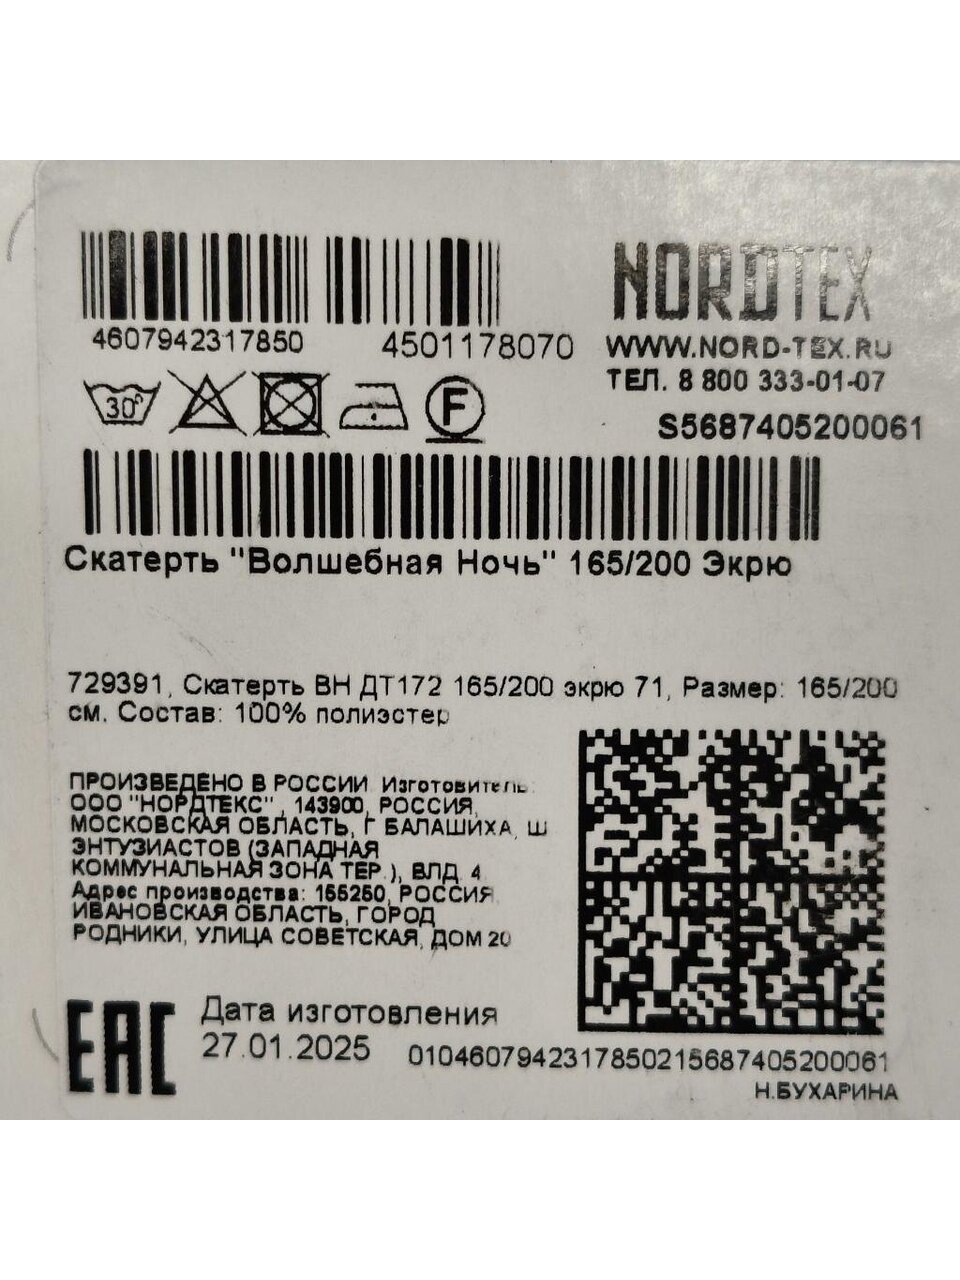 NORDTEX
4607942317850 4501178070
WWW.NORD-TEX.RU
ТЕЛ. 8 800 333-01-07
30°
F
S5687405200061
Скатерть "Волшебная Ночь" 165/200 Экрю
729391, Скатерть ВН ДТ172 165/200 экрю 71, Размер: 165/200
см. Состав: 100% полиэстер
ПРОИЗВЕДЕНО В РОССИИ Изготовитель:
ООО "НОРДТЕКС", 143900, РОССИЯ,
МОСКОВСКАЯ ОБЛАСТЬ, Г БАЛАШИХА, Ш
ЭНТУЗИАСТОВ (ЗАПАДНАЯ
КОММУНАЛЬНАЯ ЗОНА ТЕР.), ВЛД. 4
Адрес производства: 155250, РОССИЯ
ИВАНОВСКАЯ ОБЛАСТЬ, ГОРОД
РОДНИКИ, УЛИЦА СОВЕТСКАЯ, ДОМ 20
EAC
Дата изготовления
27.01.2025
0104607942317850215687405200061
Н.БУХАРИНА